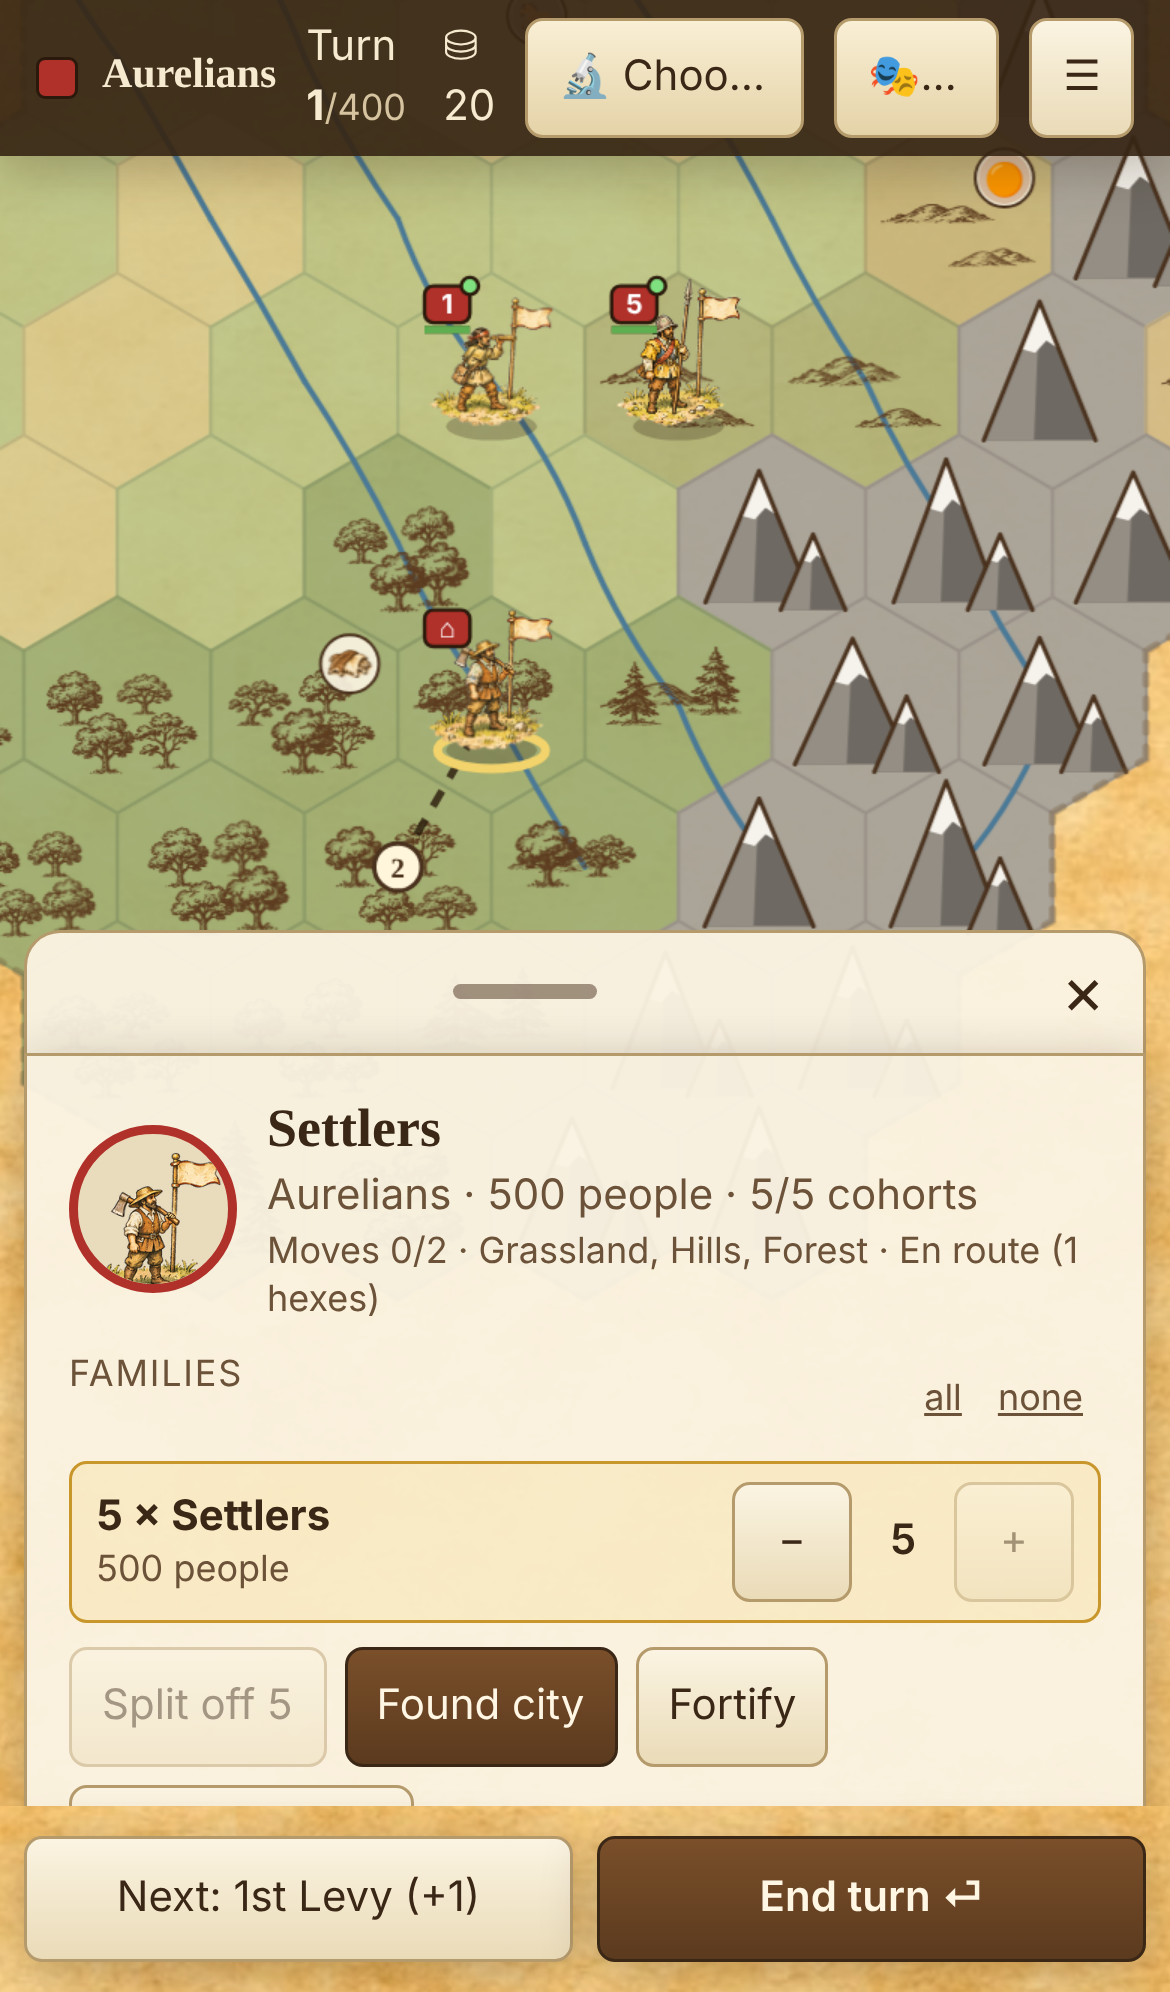 Aurelians
Turn
1/400
20
🔬 Choo...
🎭...
☰
1
5
2
×
Settlers
Aurelians · 500 people · 5/5 cohorts
Moves 0/2 · Grassland, Hills, Forest · En route (1
hexes)
FAMILIES
all none
5 × Settlers
500 people
− 5 +
Split off 5
Found city
Fortify
Next: 1st Levy (+1)
End turn ⏎